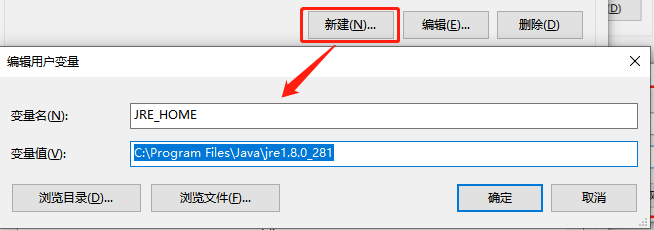 新建(N)...
编辑(E)...
删除(D)
(D)
编辑用户变量
变量名(N):
JRE_HOME
变量值(V):
C:\Program Files\Java\jre1.8.0_281
浏览目录(D)...
浏览文件(F)...
确定
取消